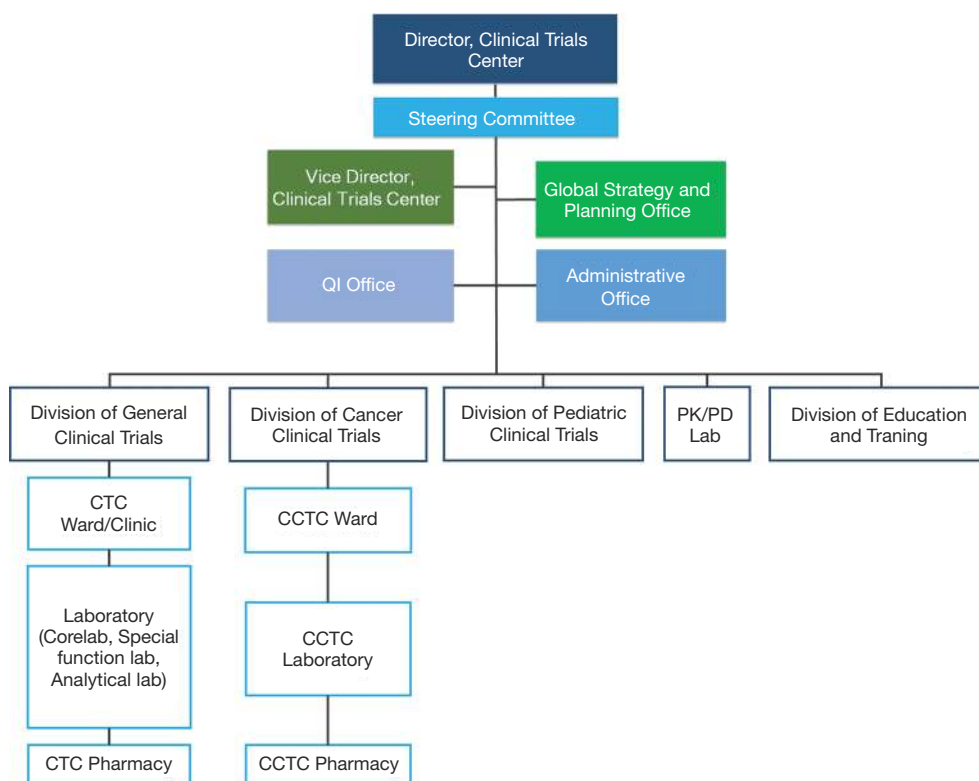 Director, Clinical Trials
Center
Steering Committee
Vice Director,
Clinical Trials Center
Global Strategy and
Planning Office
QI Office
Administrative
Office
Division of General
Clinical Trials
Division of Cancer
Clinical Trials
Division of Pediatric
Clinical Trials
PK/PD
Lab
Division of Education
and Traning
CTC
Ward/Clinic
CCTC Ward
Laboratory
(Corelab, Special
function lab,
Analytical lab)
CCTC
Laboratory
CTC Pharmacy
CCTC Pharmacy